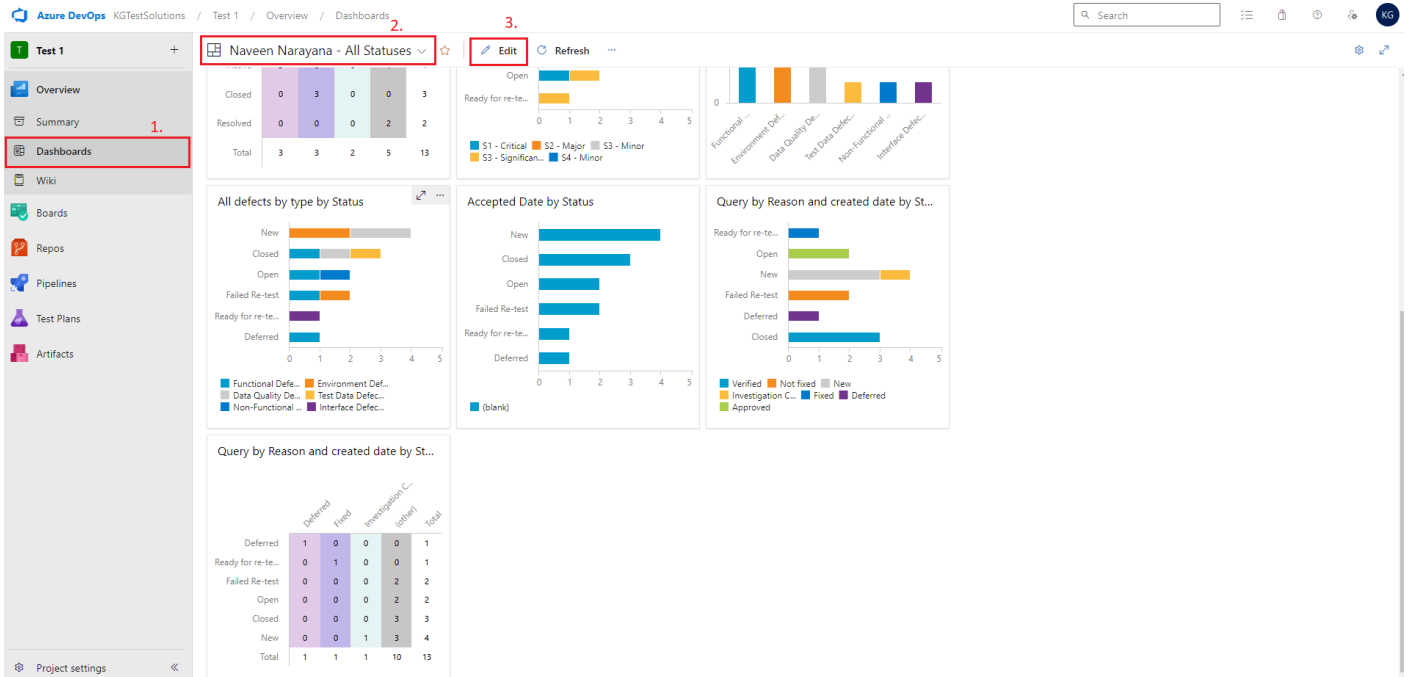 Azure DevOps KGTestSolutions / Test 1 / Overview / Dashboards
Search
KG
2.
3.
T Test 1 +
Naveen Narayana - All Statuses
Edit Refresh ...
Overview
Summary
1.
Dashboards
Wiki
Boards
Repos
Pipelines
Test Plans
Artifacts
Project settings
Closed 0 3 0 0 3
Resolved 0 0 0 2 2
Total 3 3 2 5 13
Open
Ready for re-te...
0 1 2 3 4 5
S1 - Critical S2 - Major S3 - Minor
S3 - Significan... S4 - Minor
0
Functional ...
Environment Def...
Data Quality De...
Test Data Defec...
Non-Functional ...
Interface Defec...
All defects by type by Status
New
Closed
Open
Failed Re-test
Ready for re-te...
Deferred
0 1 2 3 4 5
Functional Defe... Environment Def...
Data Quality De... Test Data Defec...
Non-Functional ... Interface Defec...
Accepted Date by Status
New
Closed
Open
Failed Re-test
Ready for re-te...
Deferred
0 1 2 3 4 5
(blank)
Query by Reason and created date by St...
Ready for re-te...
Open
New
Failed Re-test
Deferred
Closed
0 1 2 3 4 5
Verified Not fixed New
Investigation C... Fixed Deferred
Approved
Query by Reason and created date by St...
Deferred Fixed Investigation C... (other) Total
Deferred 1 0 0 0 1
Ready for re-te... 0 1 0 0 1
Failed Re-test 0 0 0 2 2
Open 0 0 0 2 2
Closed 0 0 0 3 3
New 0 0 1 3 4
Total 1 1 1 10 13